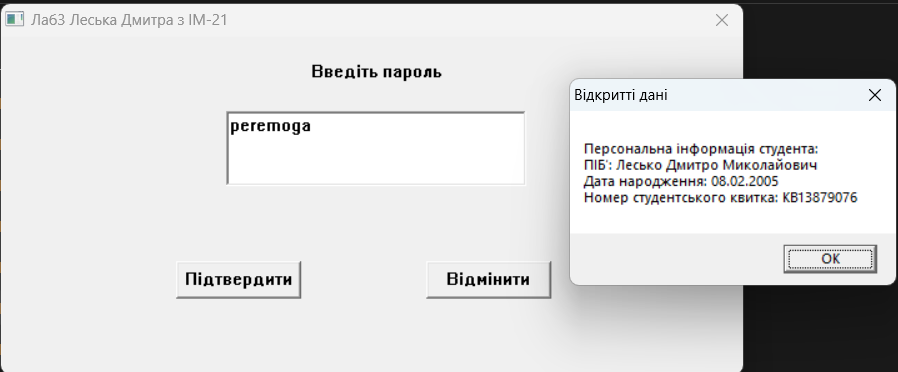 Лаб3 Леська Дмитра з ІМ-21
Введіть пароль
peremoga
Підтвердити
Відмінити
Відкритті дані
Персональна інформація студента:
ПІБ': Лесько Дмитро Миколайович
Дата народження: 08.02.2005
Номер студентського квитка: КВ13879076
OK